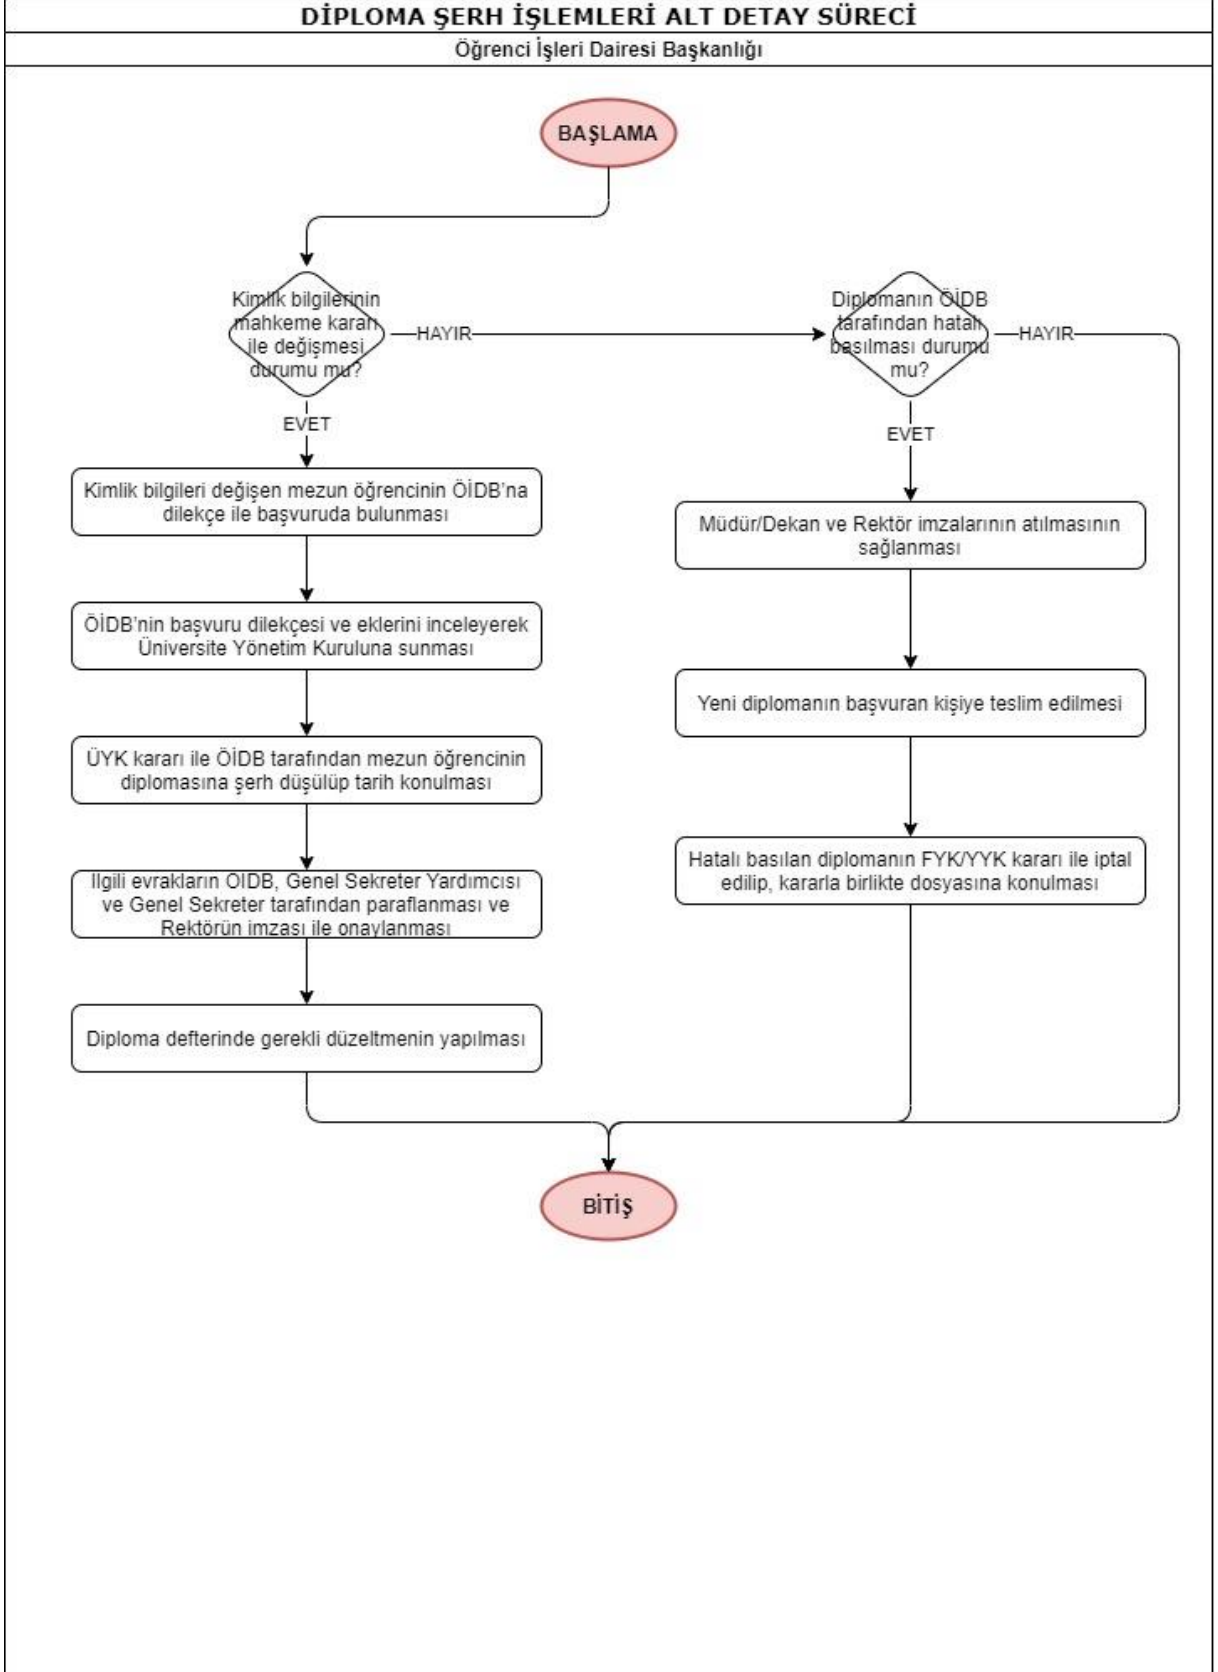 DİPLOMA ŞERH İŞLEMLERİ ALT DETAY SÜRECİ
Öğrenci İşleri Dairesi Başkanlığı
BAŞLAMA
Kimlik bilgilerinin
mahkeme kararı
ile değişmesi
durumu mu?
HAYIR
Diplomanın ÖİDB
tarafından hatalı
basılması durumu
mu?
HAYIR
EVET
EVET
Kimlik bilgileri değişen mezun öğrencinin ÖİDB'na
dilekçe ile başvuruda bulunması
ÖİDB'nin başvuru dilekçesi ve eklerini inceleyerek
Üniversite Yönetim Kuruluna sunması
ÜYK kararı ile ÖİDB tarafından mezun öğrencinin
diplomasına şerh düşülüp tarih konulması
İlgili evrakların ÖİDB, Genel Sekreter Yardımcısı
ve Genel Sekreter tarafından paraflanması ve
Rektörün imzası ile onaylanması
Diploma defterinde gerekli düzeltmenin yapılması
Müdür/Dekan ve Rektör imzalarının atılmasının
sağlanması
Yeni diplomanın başvuran kişiye teslim edilmesi
Hatalı basılan diplomanın FYK/YYK kararı ile iptal
edilip, kararla birlikte dosyasına konulması
BİTİŞ